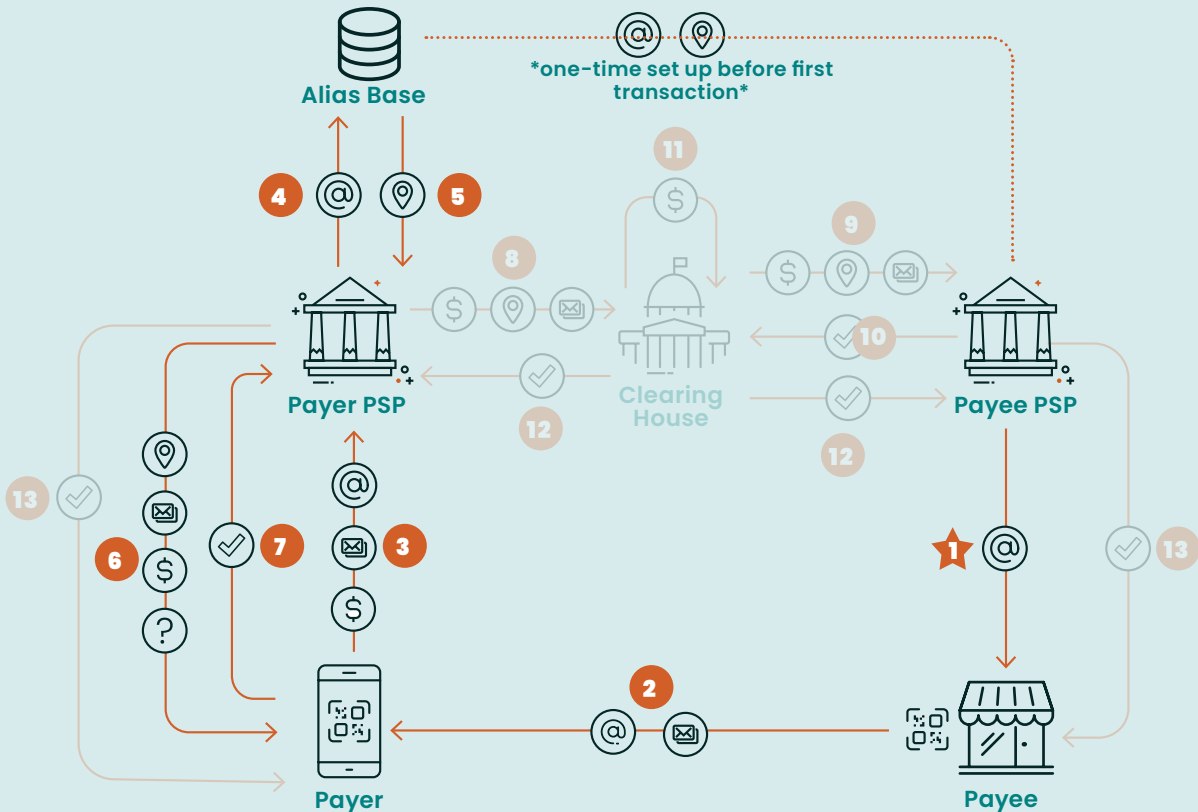 *one-time set up before first
transaction*
Alias Base
11
4
@
5
$
9
8
$
$
10
Payer PSP
Clearing
House
Payee PSP
12
12
@
13
6
7
3
1
@
13
$
?
$
2
@
Payer
Payee